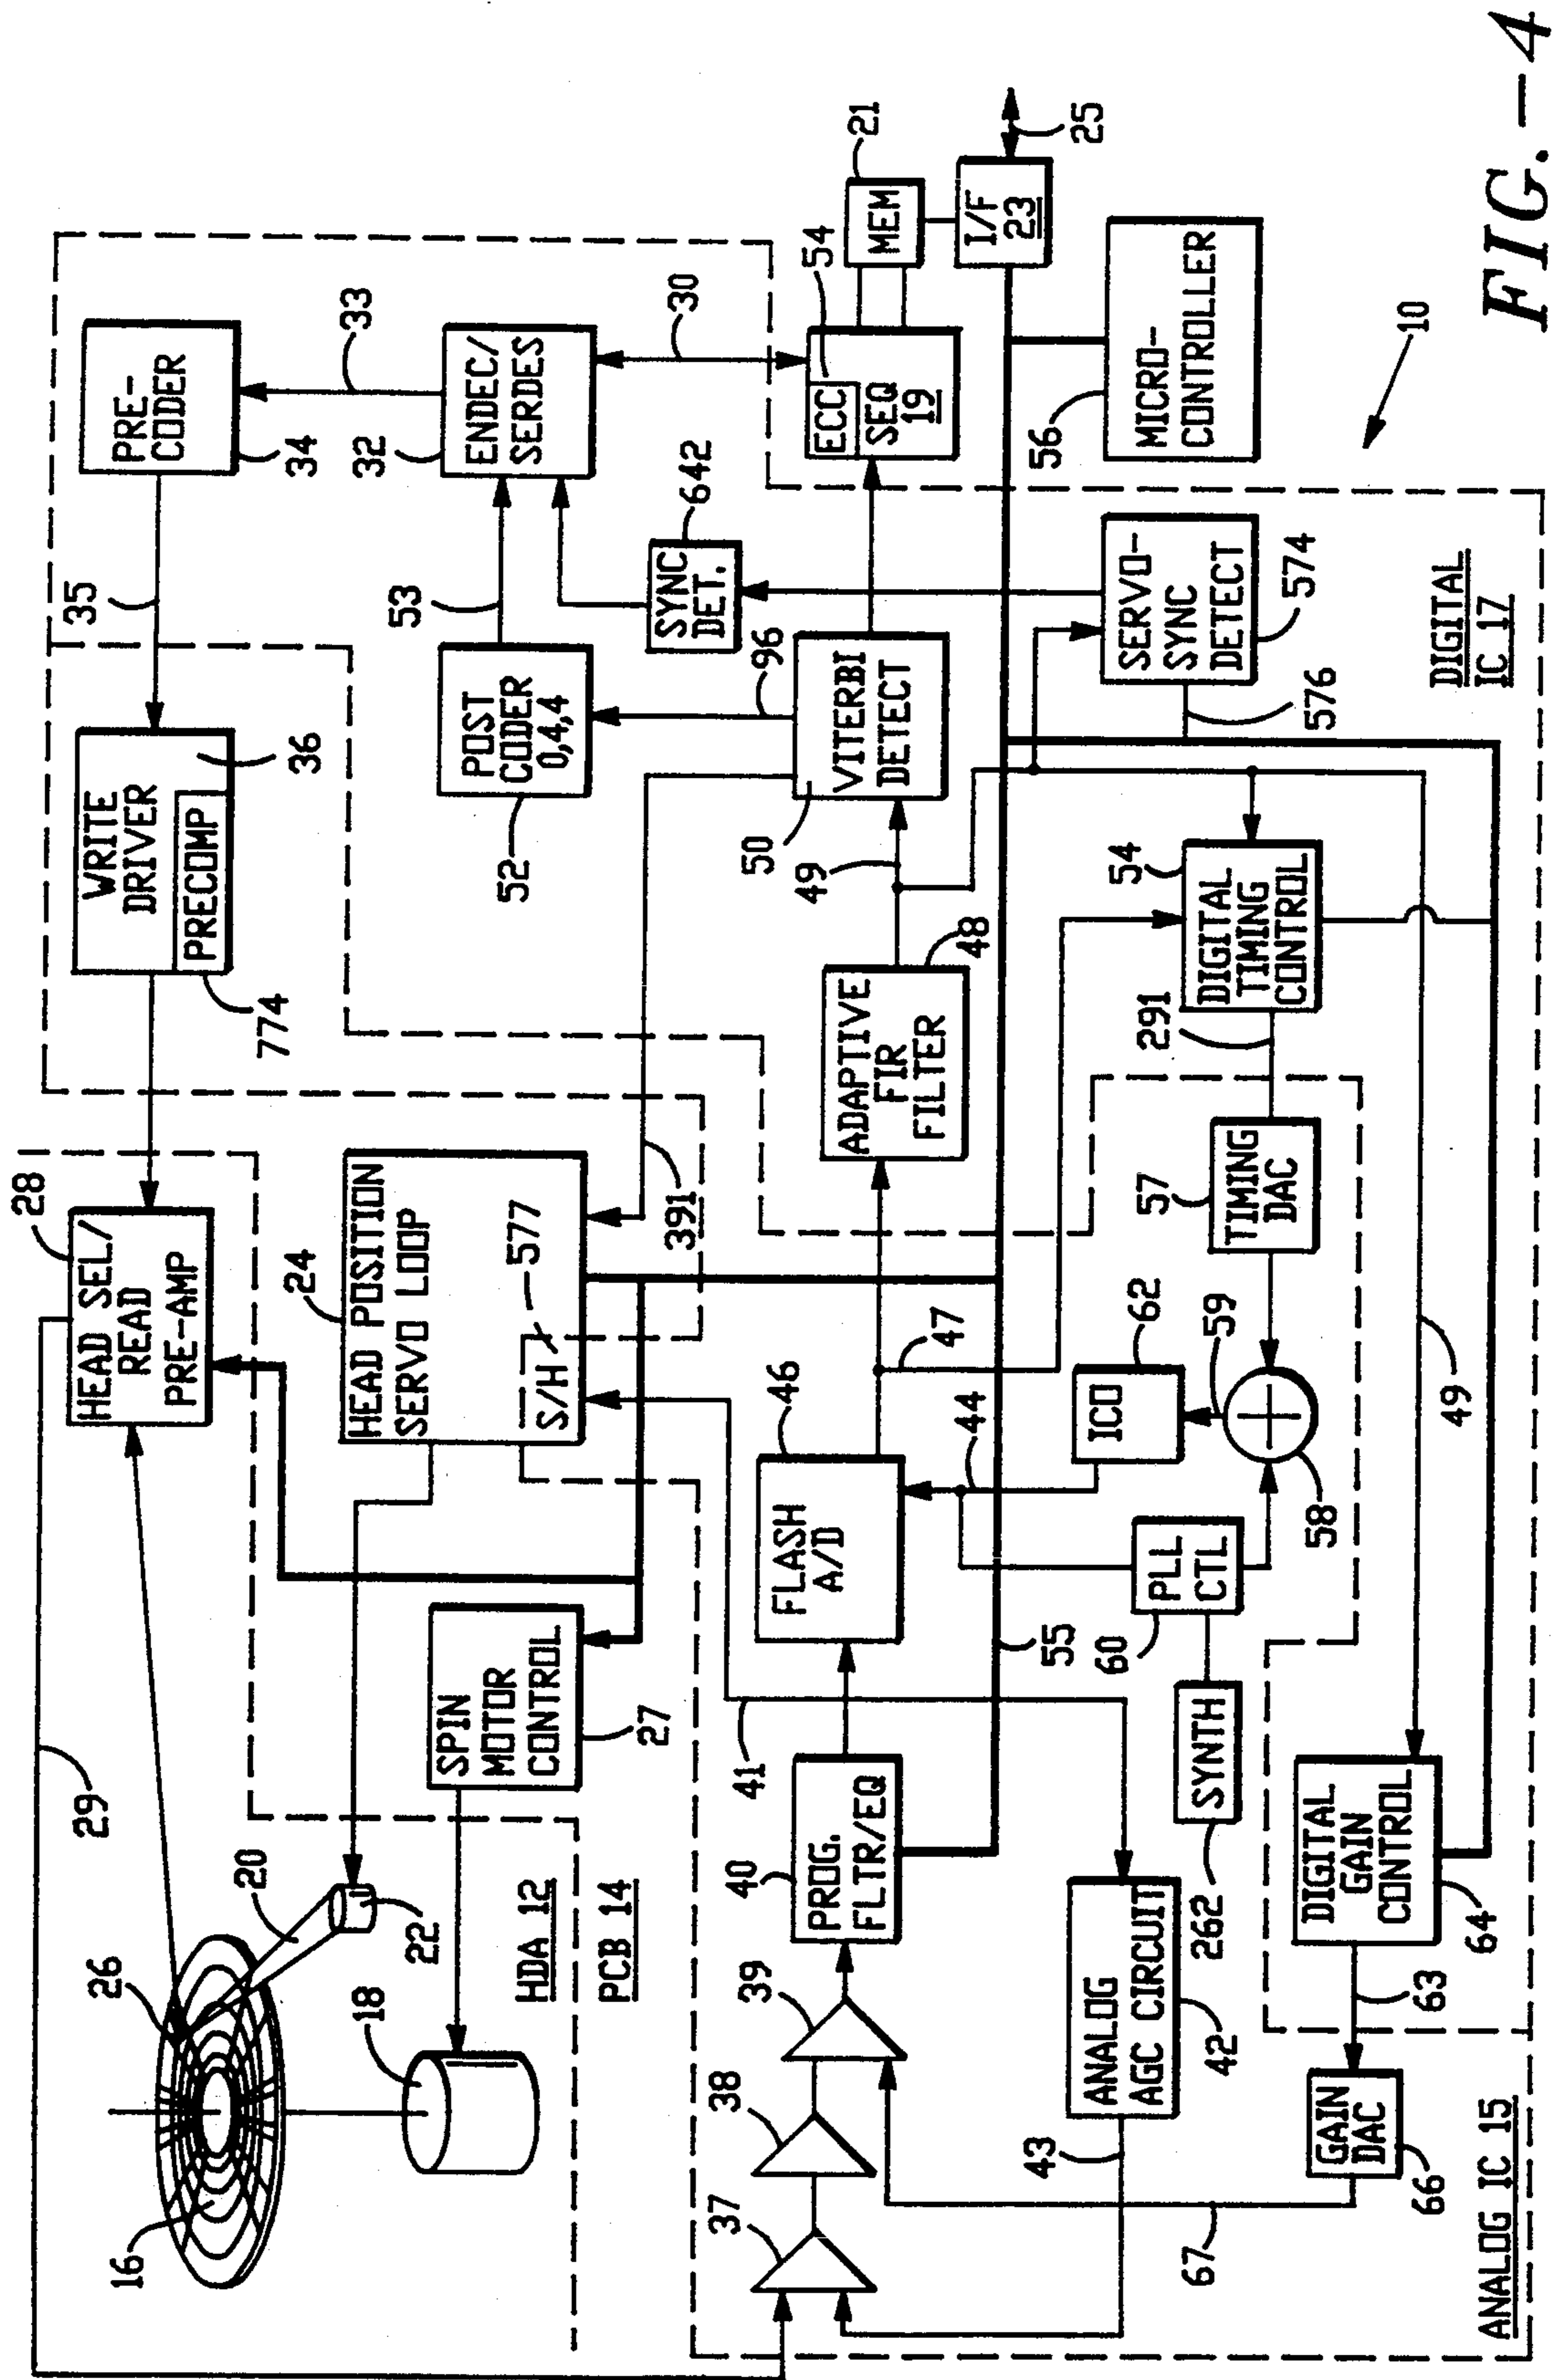 29
28
HEAD SEL/
READ
PRE-AMP
WRITE
DRIVER
36
PRECOMP
774
35
PRE-
CODER
34
33
26
16
20
22
18
HDA 12
PCB 14
24
HEAD POSITION
SERVO LOOP
S/H
577
391
SPIN
MOTOR
CONTROL
27
POST
CODER
0,4,4
52
53
32
ENDEC/
SERDES
SYNC
DET.
642
30
96
37
38
39
40
PROG.
FLTR/EQ
41
FLASH
A/D
46
47
ADAPTIVE
FIR
FILTER
48
49
50
VITERBI
DETECT
ECC
54
SEQ
19
MEM
21
I/F
23
25
55
44
43
ANALOG
AGC CIRCUIT
42
60
PLL
CTL
SYNTH
262
ICO
62
59
58
57
TIMING
DAC
291
54
DIGITAL
TIMING
CONTROL
SERVO-
SYNC
DETECT
574
576
56
MICRO-
CONTROLLER
10
67
GAIN
DAC
66
63
DIGITAL
GAIN
CONTROL
64
49
ANALOG IC 15
DIGITAL
IC 17
FIG.-4